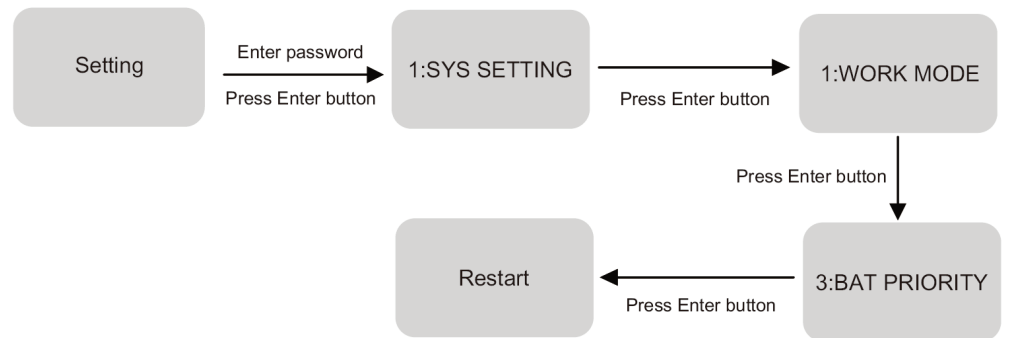 Setting
Enter password
Press Enter button
1:SYS SETTING
Press Enter button
1:WORK MODE
Press Enter button
3:BAT PRIORITY
Press Enter button
Restart